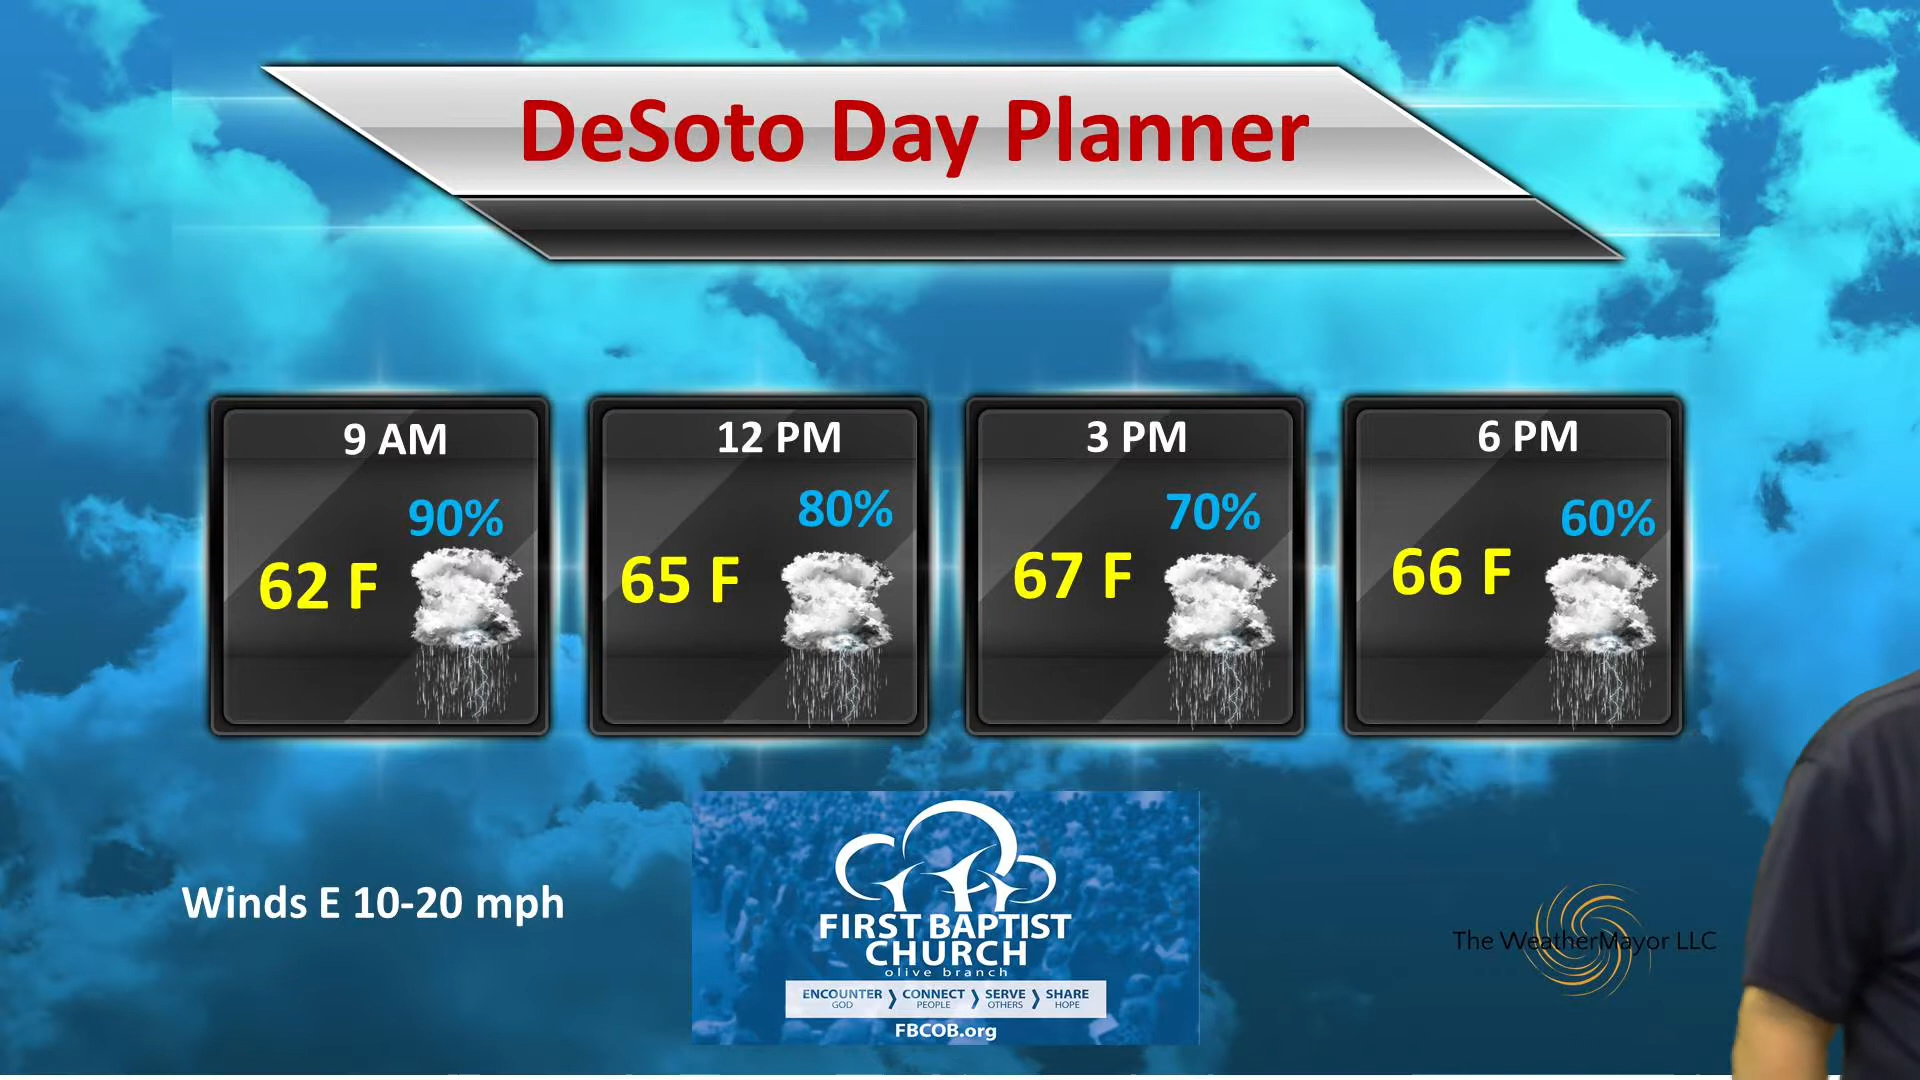 DeSoto Day Planner
9 AM
90%
62 F
12 PM
80%
65 F
3 PM
70%
67 F
6 PM
60%
66 F
Winds E 10-20 mph
FIRST BAPTIST
CHURCH
olive branch
ENCOUNTER GOD
CONNECT PEOPLE
SERVE OTHERS
SHARE HOPE
FBCOB.org
The WeatherMayor LLC